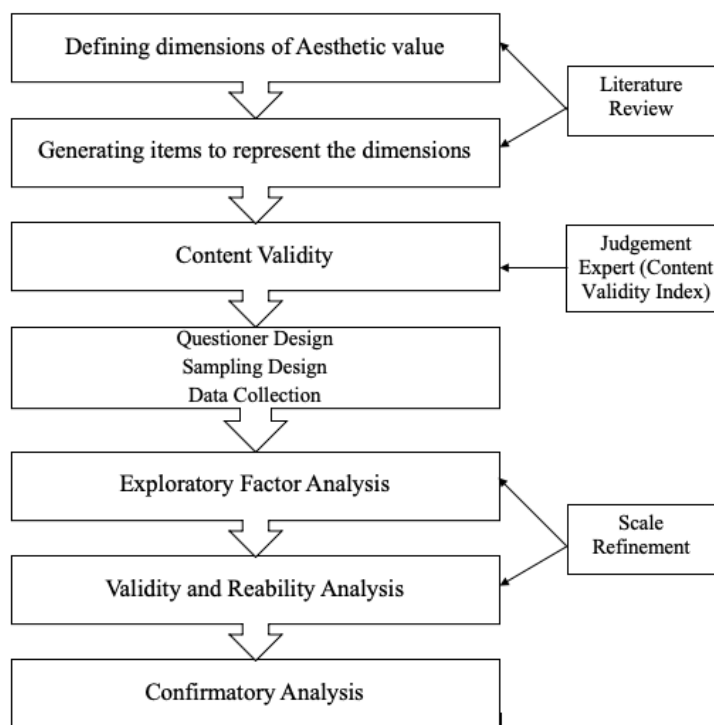 Defining dimensions of Aesthetic value
Literature
Review
Generating items to represent the dimensions
Content Validity
Judgement
Expert (Content
Validity Index)
Questioner Design
Sampling Design
Data Collection
Exploratory Factor Analysis
Scale
Refinement
Validity and Reability Analysis
Confirmatory Analysis